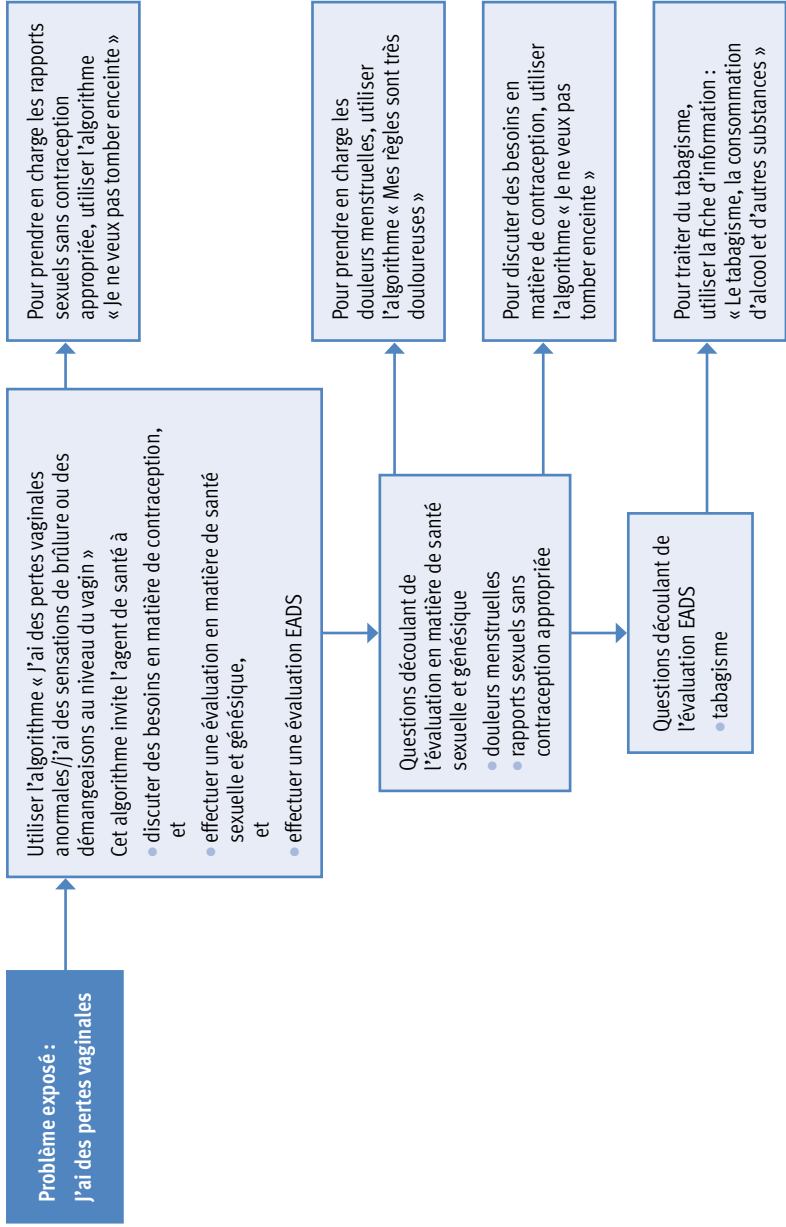 Problème exposé :
J'ai des pertes vaginales
Utiliser l'algorithme « J'ai des pertes vaginales
anormales/j'ai des sensations de brûlure ou des
démangeaisons au niveau du vagin »
Cet algorithme invite l'agent de santé à
• discuter des besoins en matière de contraception,
et
• effectuer une évaluation en matière de santé
sexuelle et génésique,
et
• effectuer une évaluation EADS
Pour prendre en charge les rapports
sexuels sans contraception
appropriée, utiliser l'algorithme
« Je ne veux pas tomber enceinte »
Questions découlant de
l'évaluation en matière de santé
sexuelle et génésique
• douleurs menstruelles
• rapports sexuels sans
contraception appropriée
Pour prendre en charge les
douleurs menstruelles, utiliser
l'algorithme « Mes règles sont très
douloureuses »
Pour discuter des besoins en
matière de contraception, utiliser
l'algorithme « Je ne veux pas
tomber enceinte »
Questions découlant de
l'évaluation EADS
• tabagisme
Pour traiter du tabagisme,
utiliser la fiche d'information :
« Le tabagisme, la consommation
d'alcool et d'autres substances »